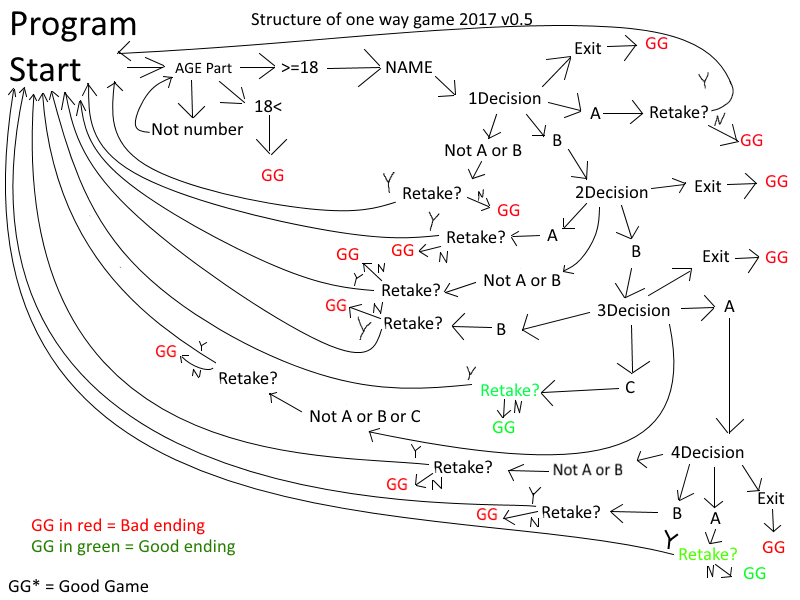 Structure of one way game 2017 v0.5
Program
Start
AGE Part
>=18
NAME
Exit
GG
18<
Not number
GG
1Decision
A
Retake?
Y
N
GG
Not A or B
B
Y
Retake?
N
GG
2Decision
Exit
GG
Y
Retake?
A
GG
N
B
GG
N
Y
Retake?
Not A or B
Exit
GG
GG
N
Y
Retake?
B
3Decision
A
Y
GG
N
Retake?
Y
Retake?
C
N
GG
Not A or B or C
Y
Retake?
Not A or B
4Decision
GG
N
Y
GG
N
Retake?
B
A
Exit
Y
Retake?
GG
N
GG
GG in red = Bad ending
GG in green = Good ending
GG* = Good Game